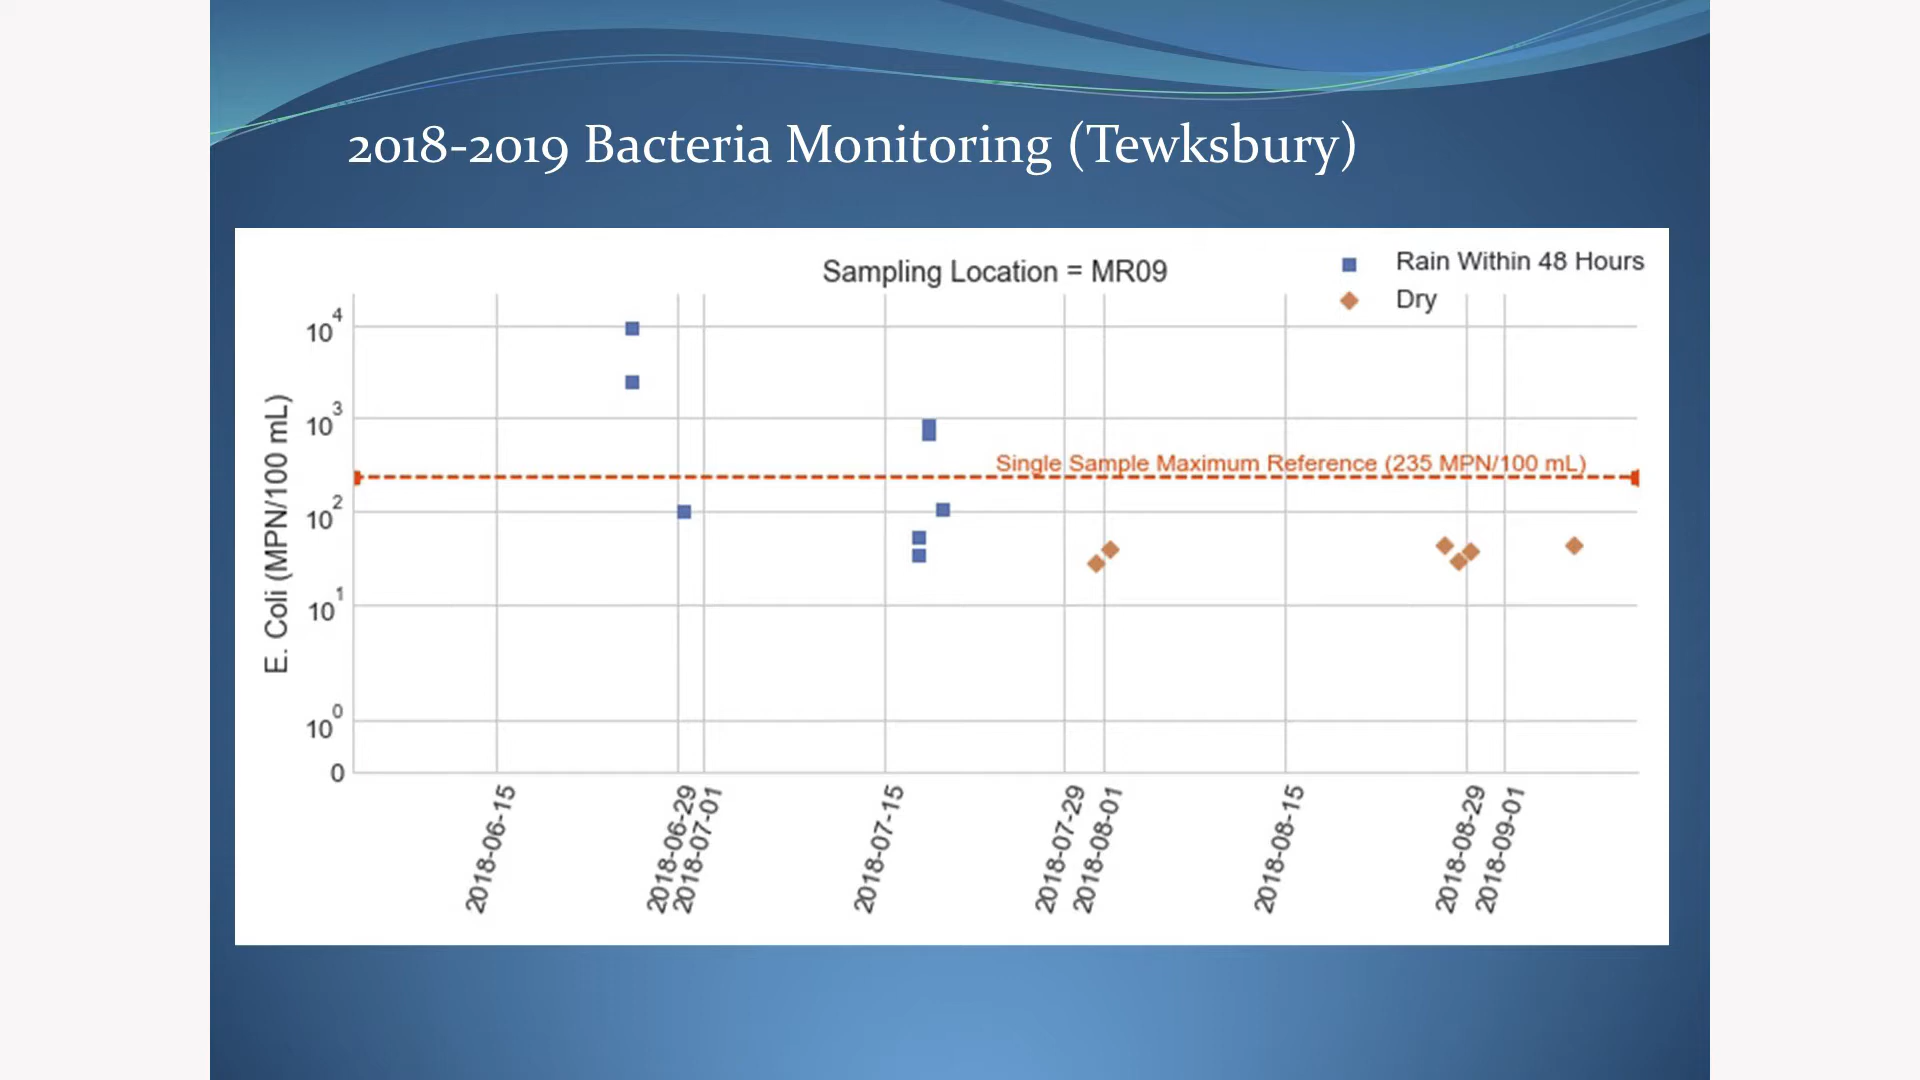 2018-2019 Bacteria Monitoring (Tewksbury)
Sampling Location = MR09
Rain Within 48 Hours
Dry
E. Coli (MPN/100 mL)
10^4
10^3
Single Sample Maximum Reference (235 MPN/100 mL)
10^2
10^1
10^0
0
2018-06-15
2018-06-29
2018-07-01
2018-07-15
2018-07-29
2018-08-01
2018-08-15
2018-08-29
2018-09-01